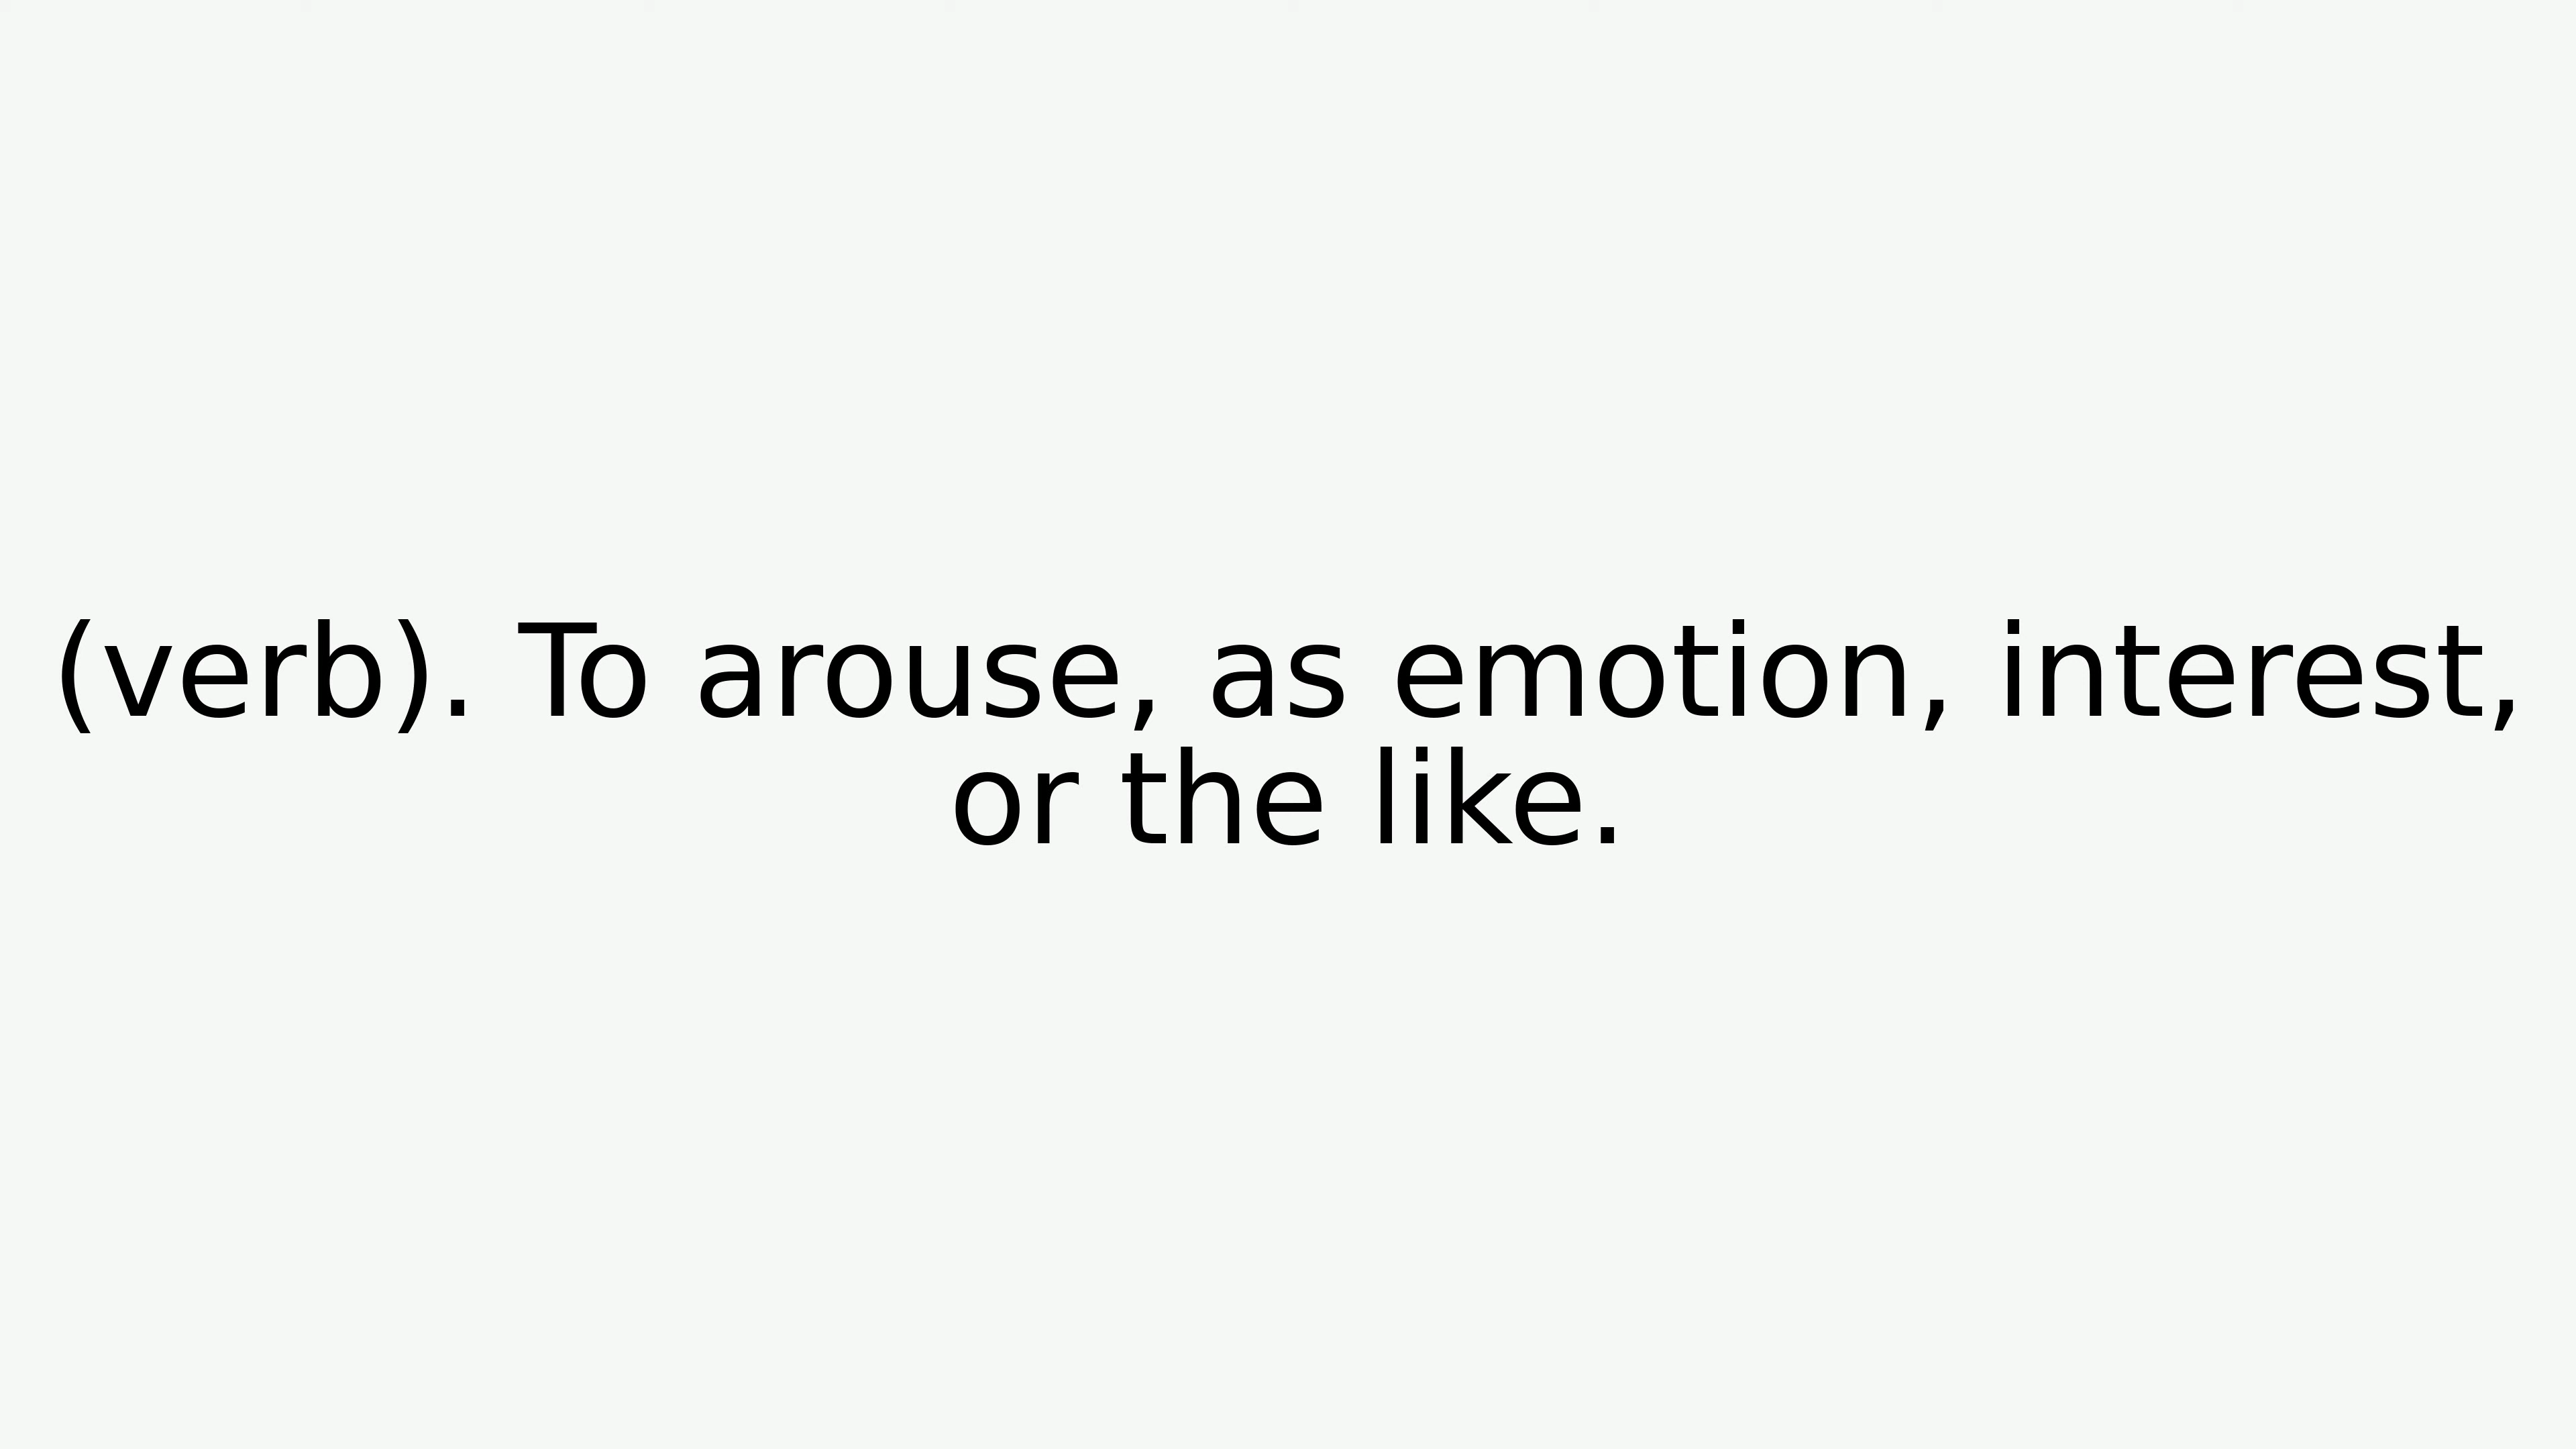 (verb). To arouse, as emotion, interest,
or the like.